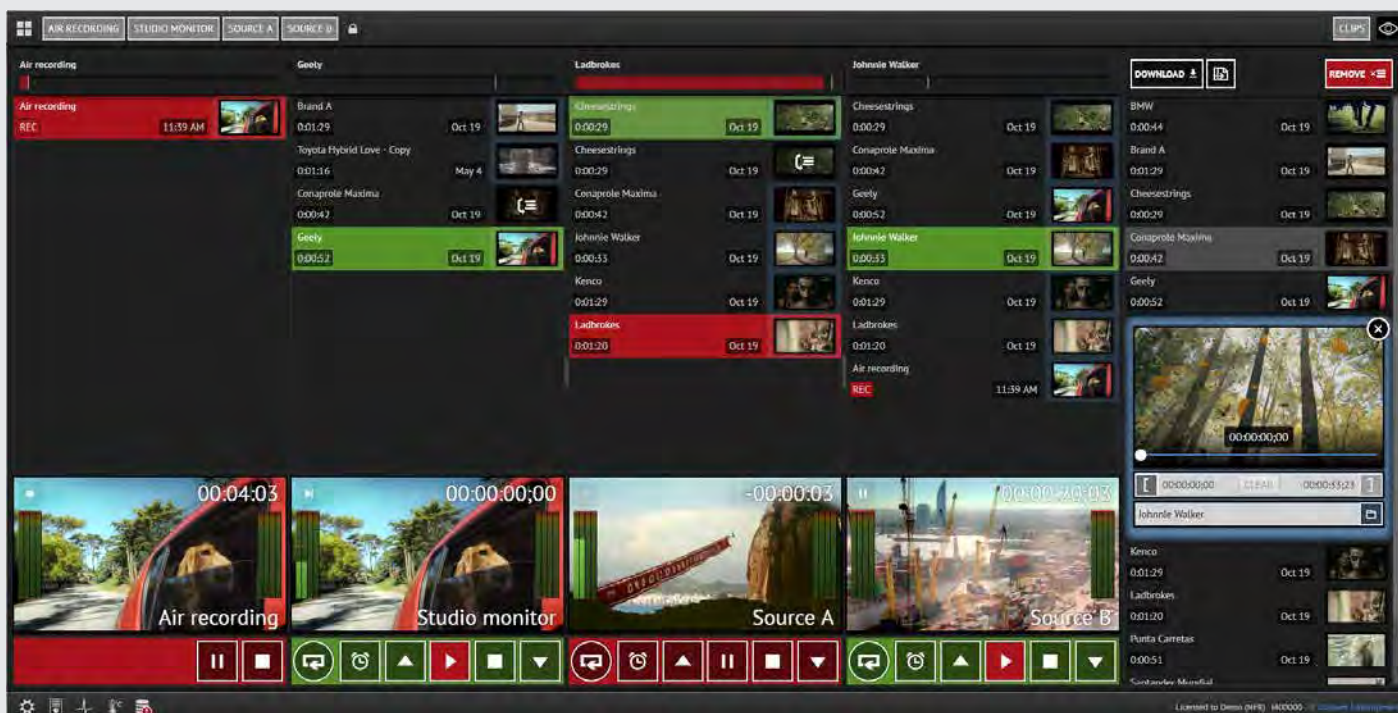 AIR RECORDING STUDIO MONITOR SOURCE A SOURCE B CLIPS
Air recording
Air recording
REC 11:39 AM
00:04:03
Air recording
Geely
Brand A
0:01:29 Oct 19
Toyota Hybrid Love - Copy
0:01:16 May 4
Conaprole Maxima
0:00:42 Oct 19
Geely
0:00:52 Oct 19
00:00:00;00
Studio monitor
Ladbrokes
Cheesestrings
0:00:29 Oct 19
Cheesestrings
0:00:29 Oct 19
Conaprole Maxima
0:00:42 Oct 19
Johnnie Walker
0:00:33 Oct 19
Kenco
0:01:29 Oct 19
Ladbrokes
0:01:20 Oct 19
-00:00:03
Source A
Johnnie Walker
Cheesestrings
0:00:29 Oct 19
Conaprole Maxima
0:00:42 Oct 19
Geely
0:00:52 Oct 19
Johnnie Walker
0:00:33 Oct 19
Kenco
0:01:29 Oct 19
Ladbrokes
0:01:20 Oct 19
Air recording
REC 11:39 AM
Source B
DOWNLOAD REMOVE
BMW
0:00:44 Oct 19
Brand A
0:01:29 Oct 19
Cheesestrings
0:00:29 Oct 19
Conaprole Maxima
0:00:42 Oct 19
Geely
0:00:52 Oct 19
00:00:00;00
00:00:00;00 CLEAR 00:00:33;23
Johnnie Walker
Kenco
0:01:29 Oct 19
Ladbrokes
0:01:20 Oct 19
Punta Carretas
0:00:51 Oct 19
Santander Mundial
°C
Licensed to Demo (NFR)